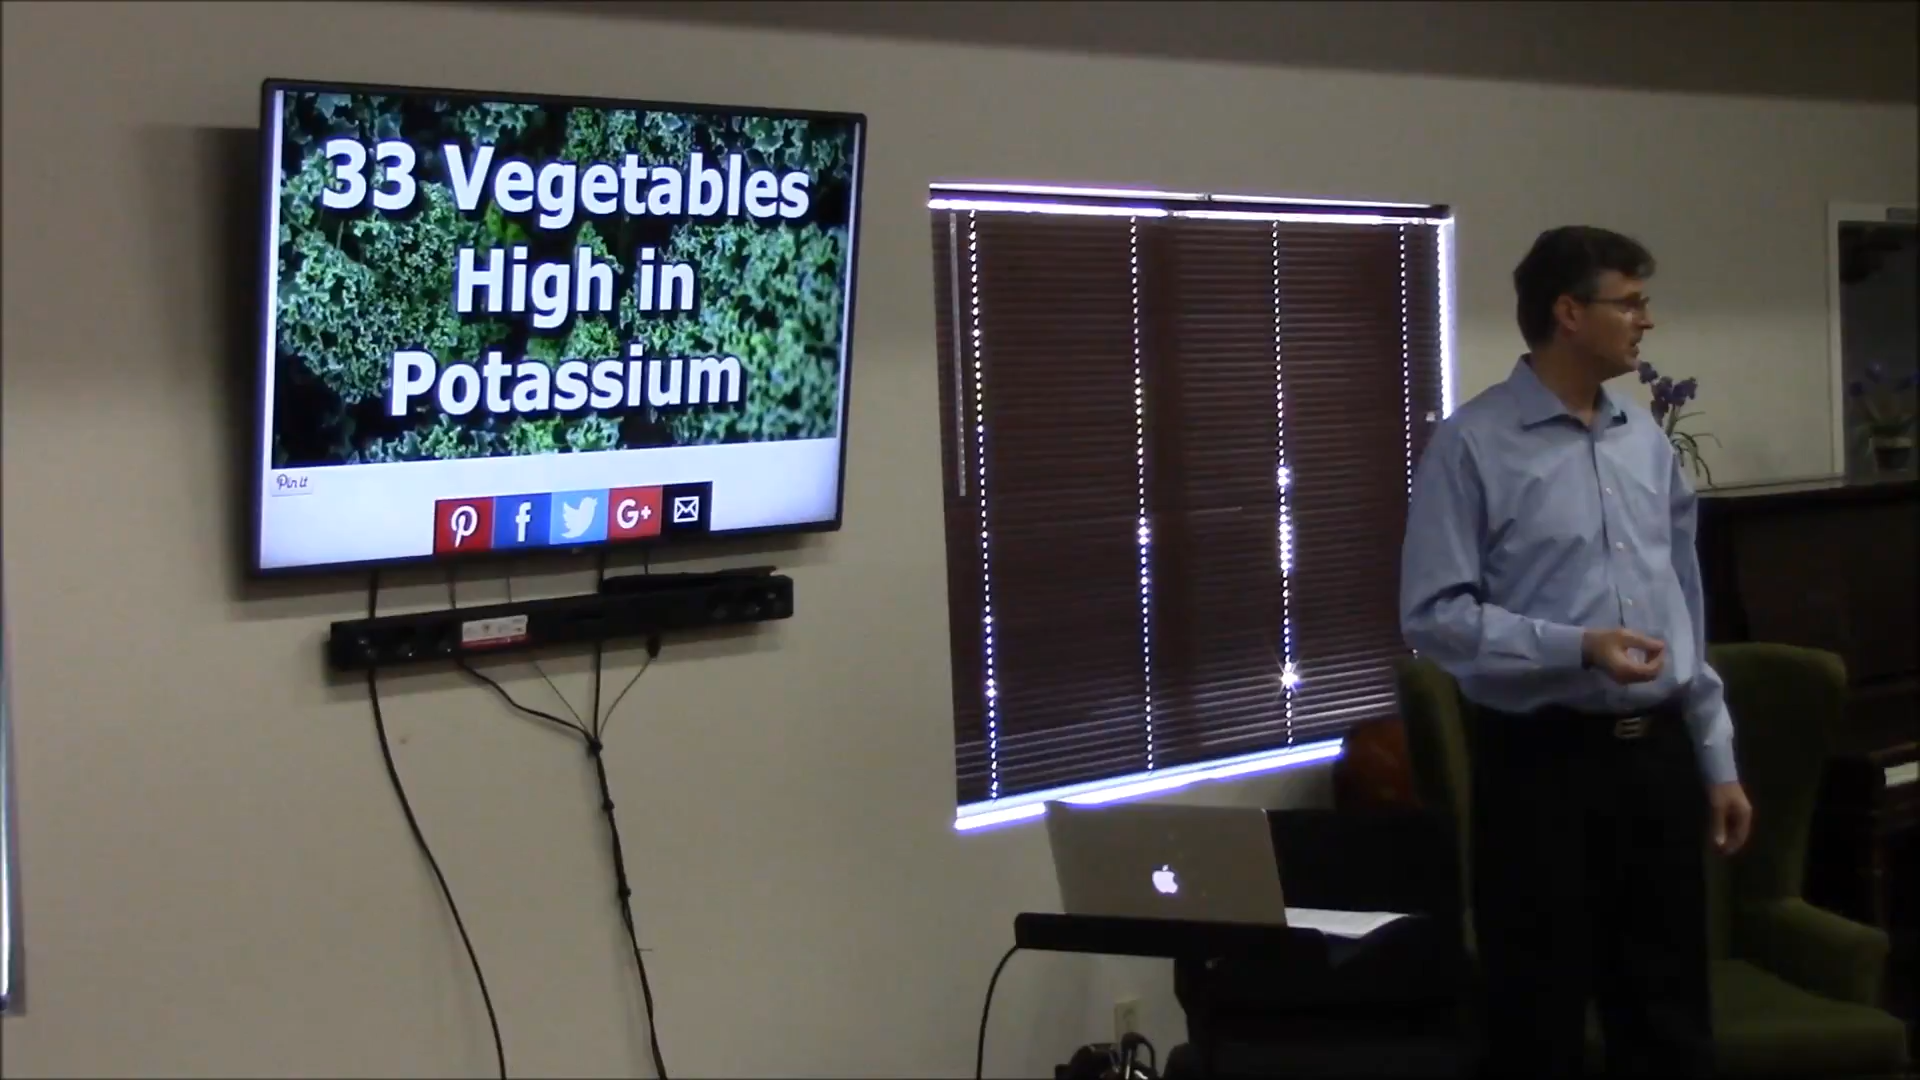 33 Vegetables
High in
Potassium
Pin it
G+